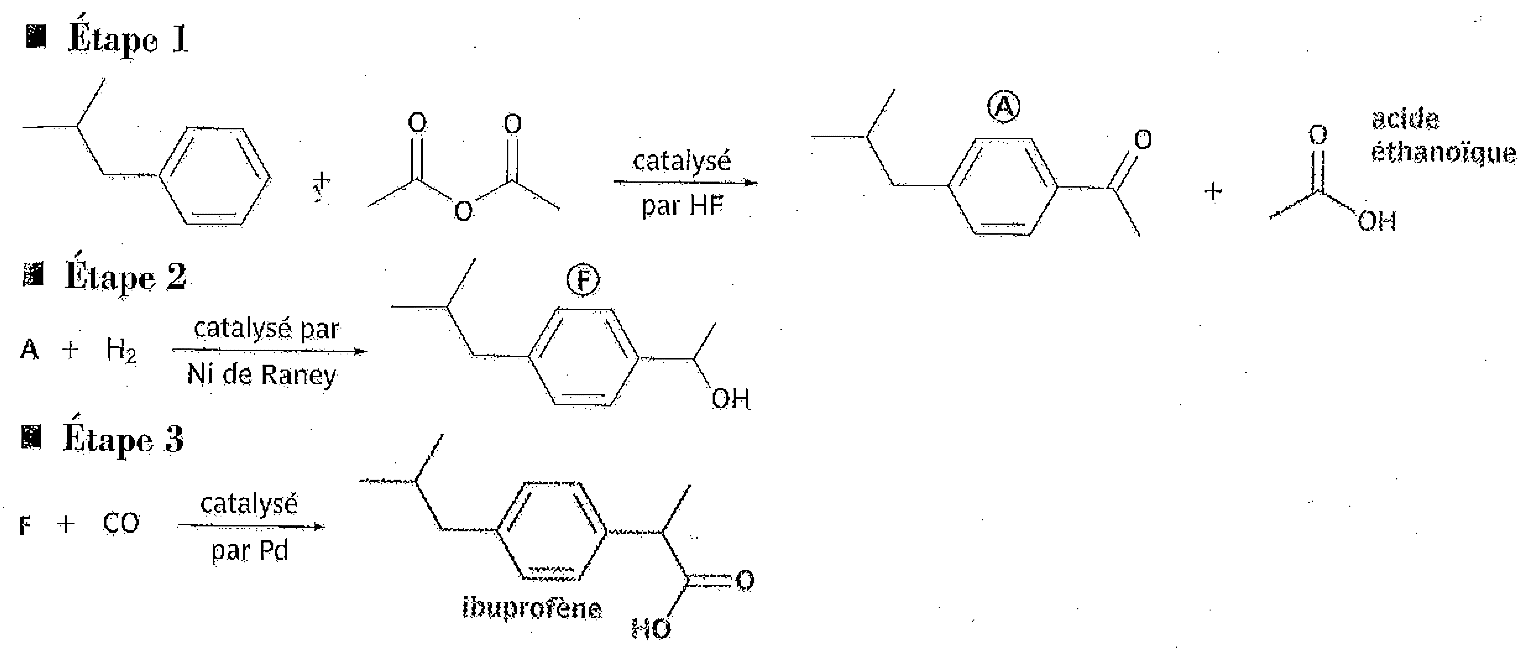 Étape 1
O O
+ O
catalysé
par HF
A
O
+
O
OH
acide
éthanoïque
Étape 2
A + H₂
catalysé par
Ni de Raney
F
OH
Étape 3
F + CO
catalysé
par Pd
O
HO
ibuprofène